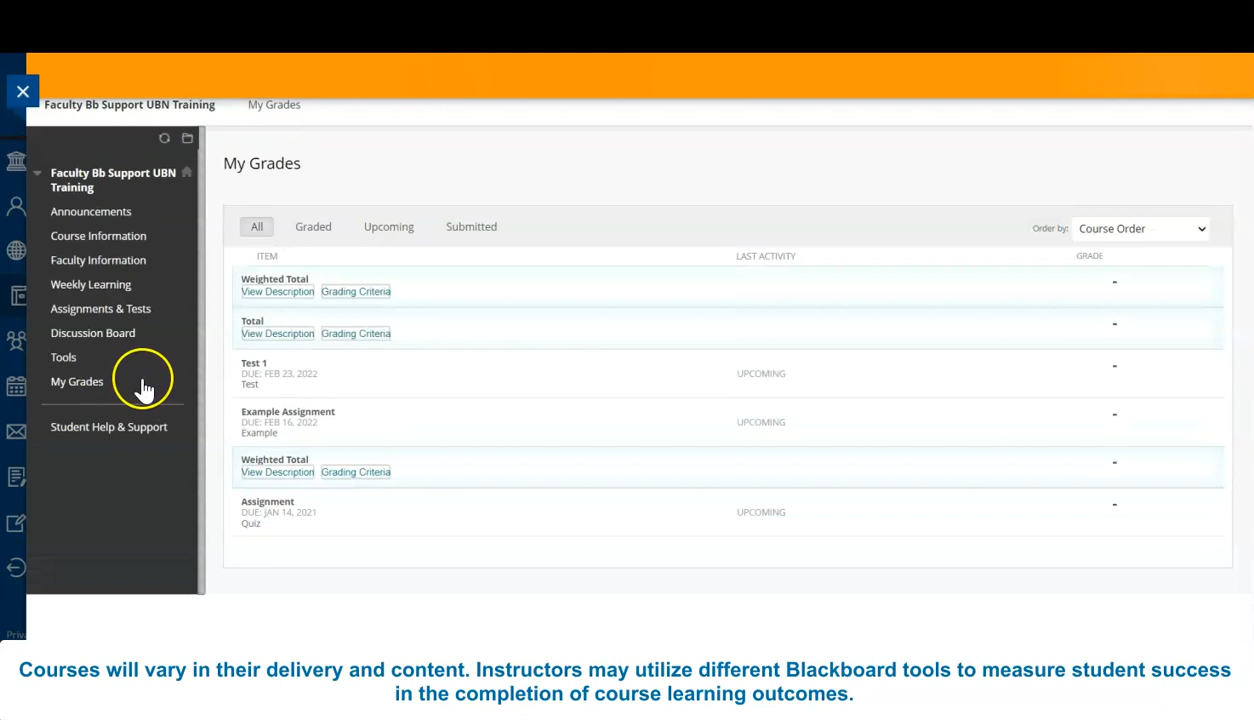 Faculty Bb Support UBN Training My Grades
Faculty Bb Support UBN
Training
Announcements
Course Information
Faculty Information
Weekly Learning
Assignments & Tests
Discussion Board
Tools
My Grades
Student Help & Support
My Grades
All Graded Upcoming Submitted Order by: Course Order
ITEM LAST ACTIVITY GRADE
Weighted Total
View Description Grading Criteria -
Total
View Description Grading Criteria -
Test 1 -
DUE: FEB 23, 2022 UPCOMING
Test
Example Assignment -
DUE: FEB 16, 2022 UPCOMING
Example
Weighted Total -
View Description Grading Criteria
Assignment -
DUE: JAN 14, 2021 UPCOMING
Quiz
Courses will vary in their delivery and content. Instructors may utilize different Blackboard tools to measure student success
in the completion of course learning outcomes.